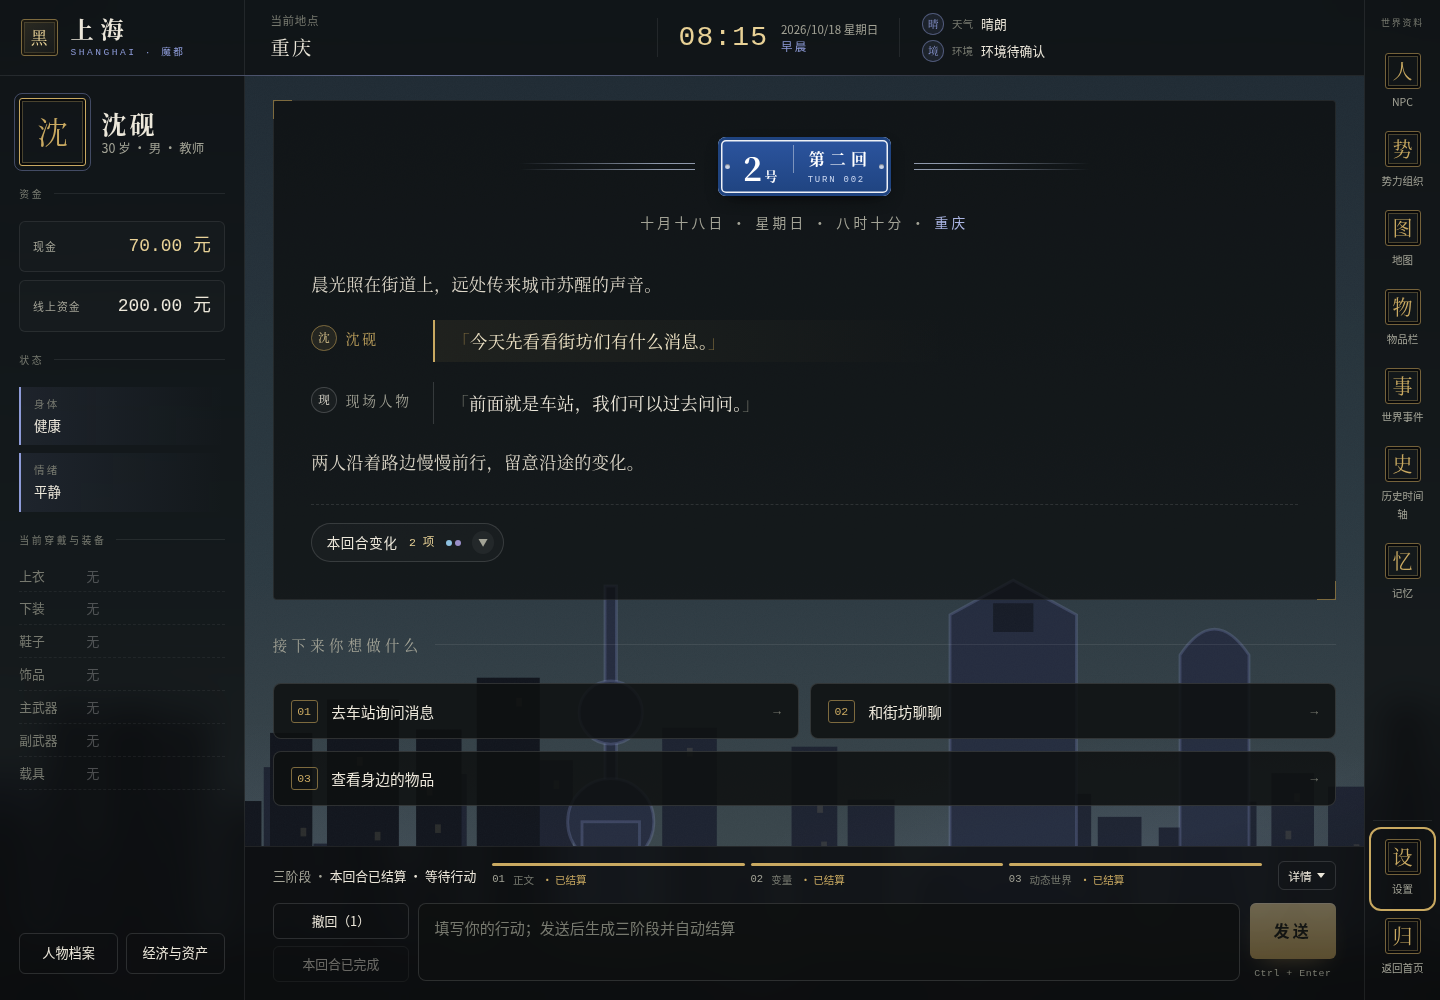 黑
上海
SHANGHAI · 魔都
当前地点
重庆
08:15
2026/10/18 星期日
早晨
晴 天气 晴朗
境 环境 环境待确认
世界资料
沈
沈砚
30 岁 · 男 · 教师
资金
现金 70.00 元
线上资金 200.00 元
状态
身体
健康
情绪
平静
当前穿戴与装备
上衣 无
下装 无
鞋子 无
饰品 无
主武器 无
副武器 无
载具 无
人物档案
经济与资产
2号
第二回
TURN 002
十月十八日 · 星期日 · 八时十分 · 重庆
晨光照在街道上，远处传来城市苏醒的声音。
沈 沈砚 「今天先看看街坊们有什么消息。」
现 现场人物 「前面就是车站，我们可以过去问问。」
两人沿着路边慢慢前行，留意沿途的变化。
本回合变化 2 项 ▼
接下来你想做什么
01 去车站询问消息 →
02 和街坊聊聊 →
03 查看身边的物品 →
三阶段 · 本回合已结算 · 等待行动
01 正文 · 已结算
02 变量 · 已结算
03 动态世界 · 已结算
详情
撤回（1）
本回合已完成
填写你的行动；发送后生成三阶段并自动结算
发送
Ctrl + Enter
人
NPC
势
势力组织
图
地图
物
物品栏
事
世界事件
史
历史时间
轴
忆
记忆
设
设置
归
返回首页